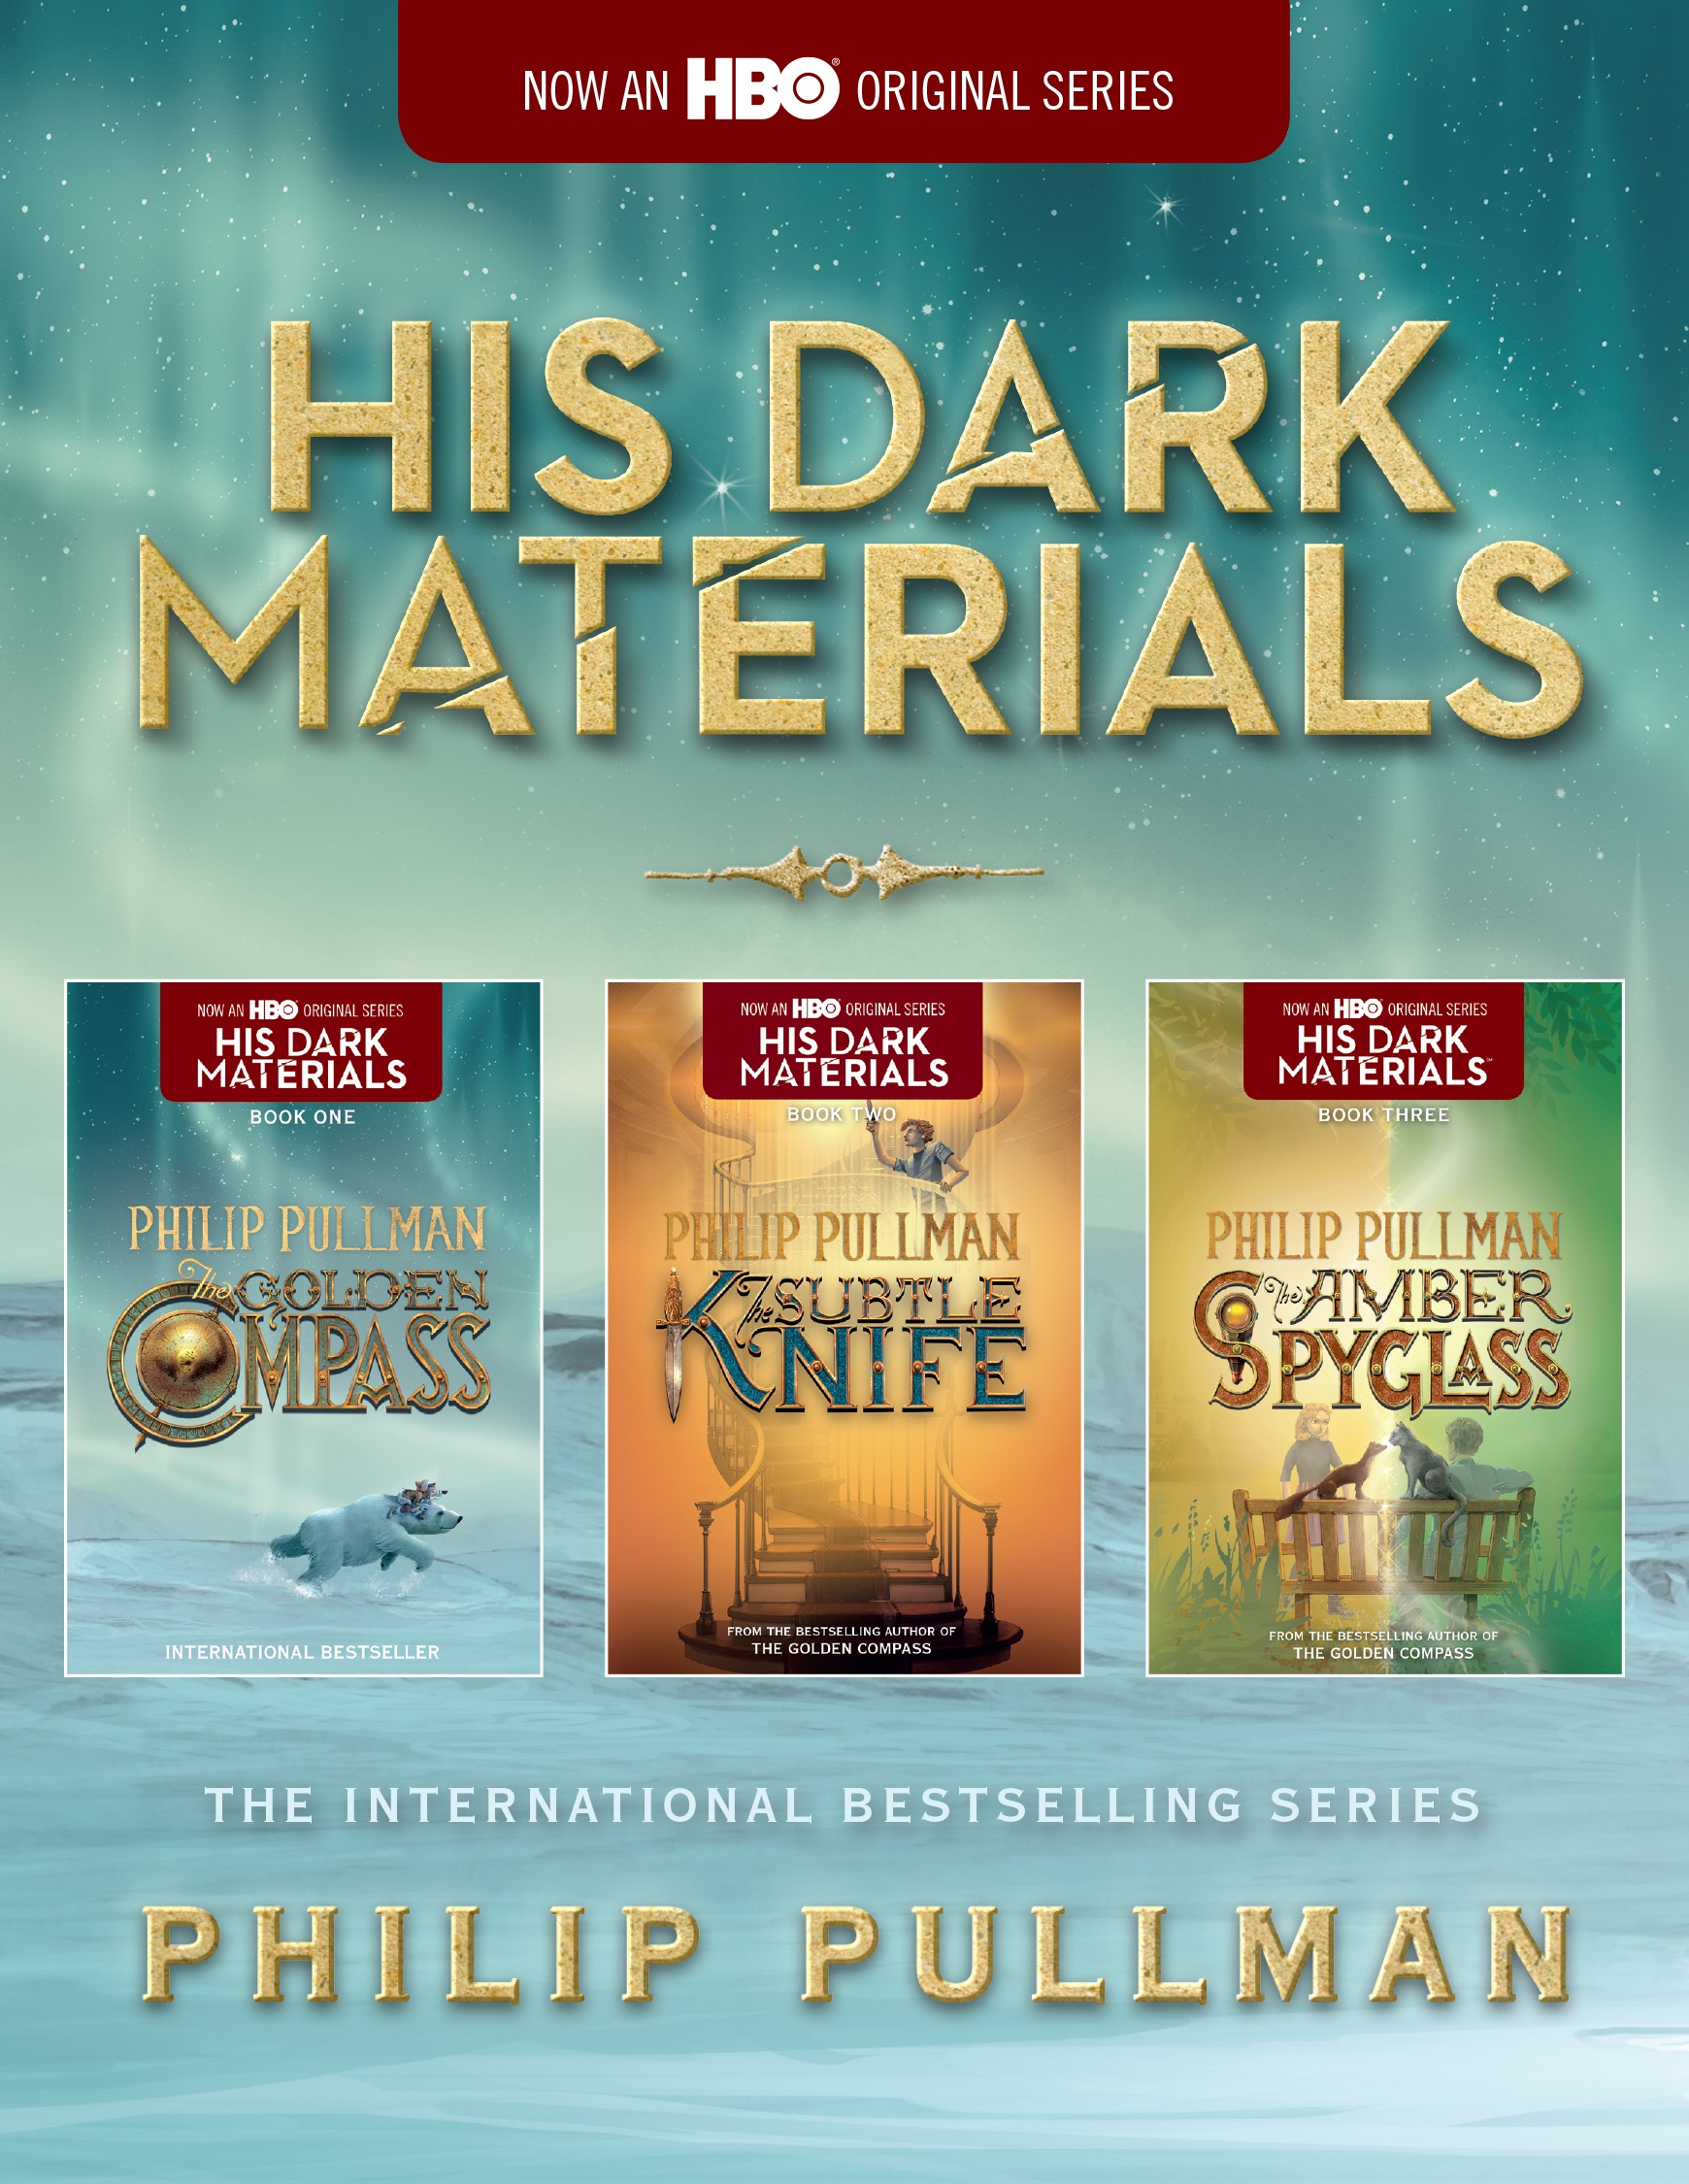 NOW AN HBO® ORIGINAL SERIES
HIS DARK
MATERIALS
NOW AN HBO ORIGINAL SERIES
HIS DARK
MATERIALS
BOOK ONE
PHILIP PULLMAN
The GOLDEN
COMPASS
INTERNATIONAL BESTSELLER
NOW AN HBO ORIGINAL SERIES
HIS DARK
MATERIALS
BOOK TWO
PHILIP PULLMAN
The SUBTLE
KNIFE
FROM THE BESTSELLING AUTHOR OF
THE GOLDEN COMPASS
NOW AN HBO ORIGINAL SERIES
HIS DARK
MATERIALS
BOOK THREE
PHILIP PULLMAN
The AMBER
SPYGLASS
FROM THE BESTSELLING AUTHOR OF
THE GOLDEN COMPASS
THE INTERNATIONAL BESTSELLING SERIES
PHILIP PULLMAN